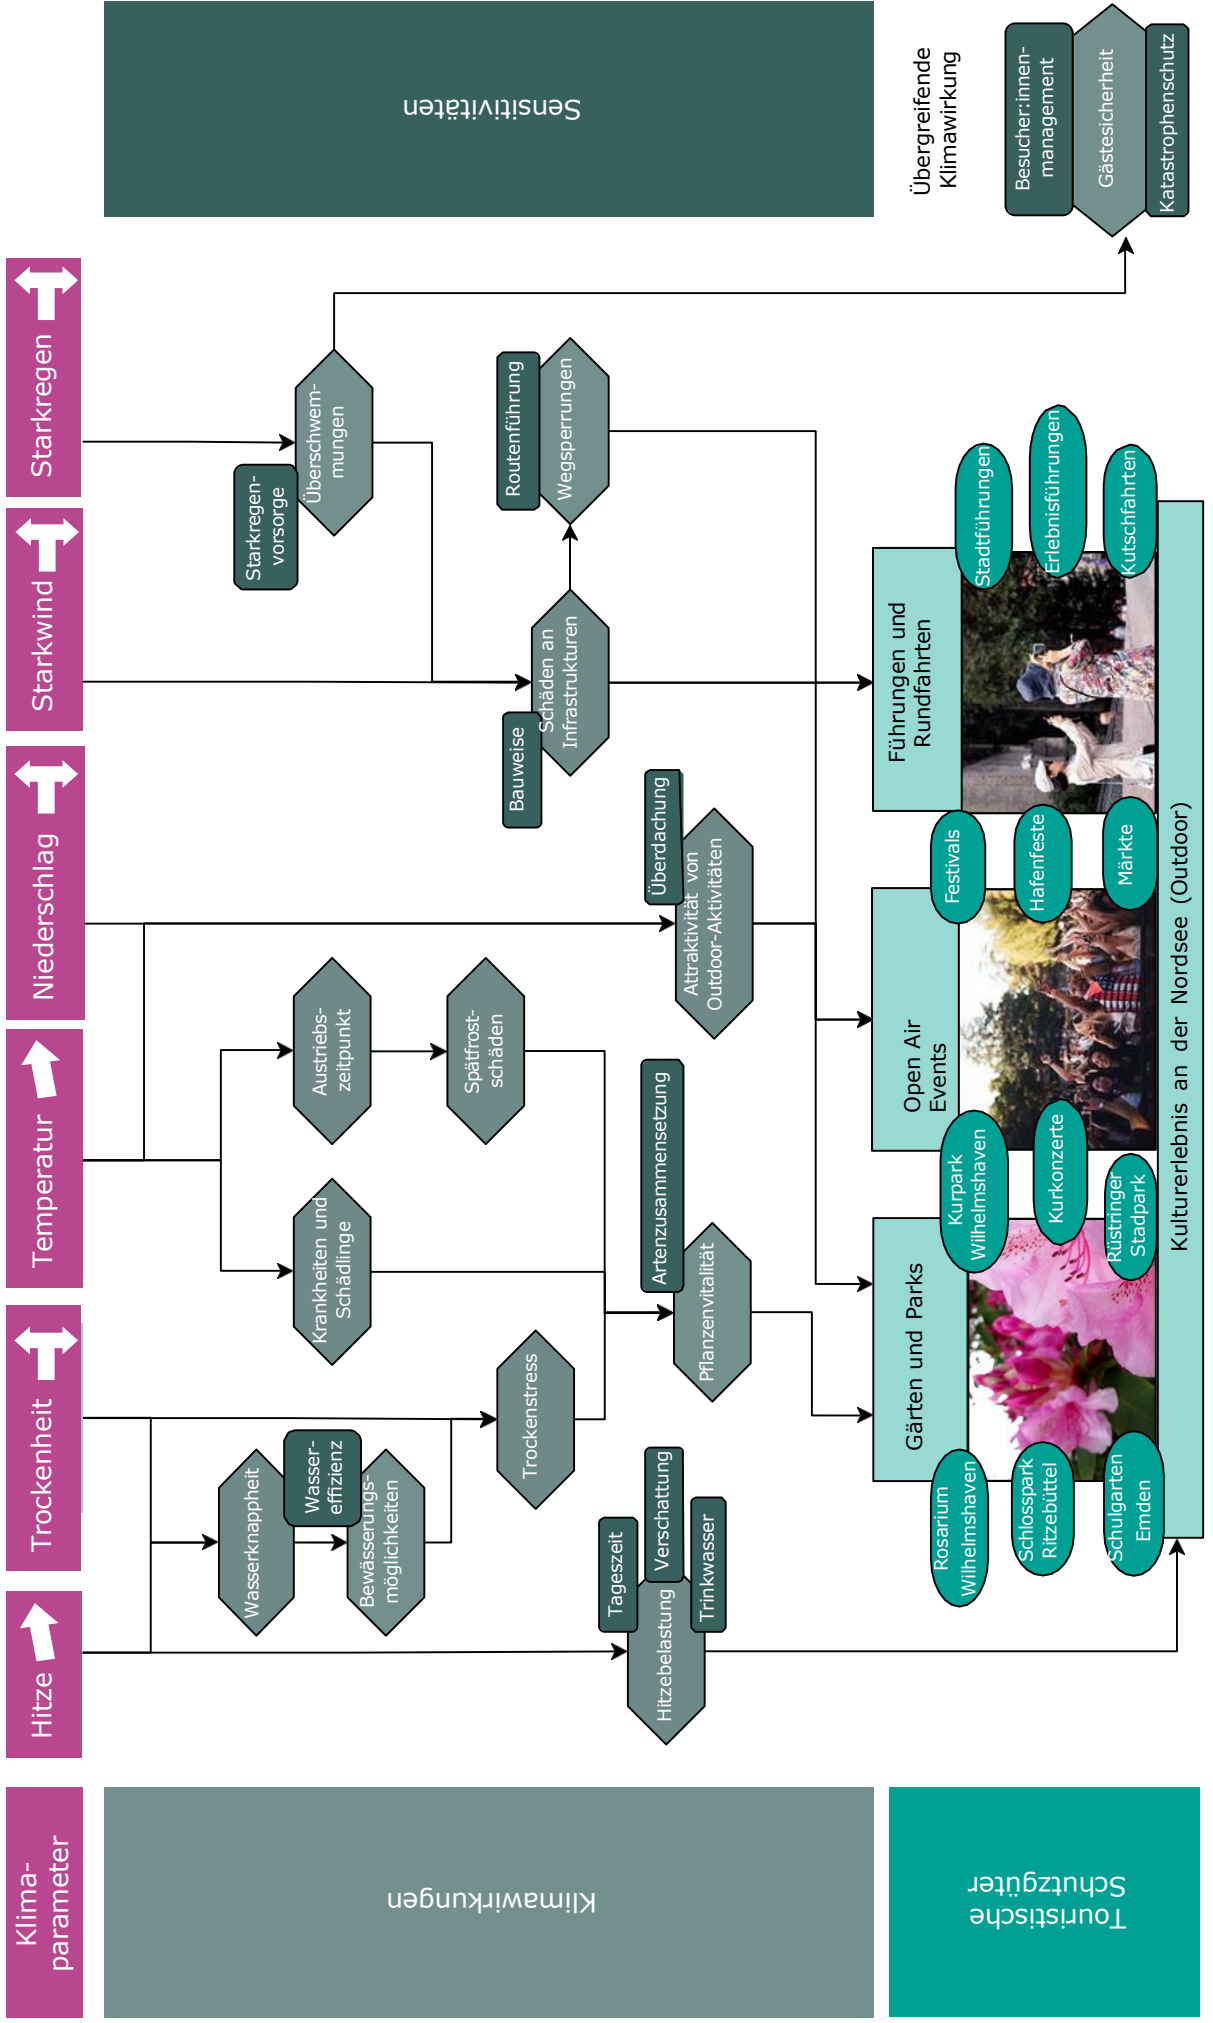 Klima-
parameter
Hitze
Trockenheit
Temperatur
Niederschlag
Starkwind
Starkregen
Klimawirkungen
Sensitivitäten
Starkregen-
vorsorge
Überschwem-
mungen
Wasserknappheit
Wasser-
effizienz
Bewässerungs-
möglichkeiten
Krankheiten und
Schädlinge
Austriebs-
zeitpunkt
Spätfrost-
schäden
Trockenstress
Bauweise
Schäden an
Infrastrukturen
Routenführung
Wegsperrungen
Tageszeit
Verschattung
Hitzebelastung
Trinkwasser
Artenzusammensetzung
Pflanzenvitalität
Überdachung
Attraktivität von
Outdoor-Aktivitäten
Übergreifende
Klimawirkung
Besucher:innen-
management
Gästesicherheit
Katastrophenschutz
Touristische
Schutzgüter
Gärten und Parks
Rosarium
Wilhelmshaven
Schlosspark
Ritzebüttel
Schulgarten
Emden
Kurpark
Wilhelmshaven
Kurkonzerte
Rüstringer
Stadpark
Open Air
Events
Festivals
Hafenfeste
Märkte
Führungen und
Rundfahrten
Stadtführungen
Erlebnisführungen
Kutschfahrten
Kulturerlebnis an der Nordsee (Outdoor)